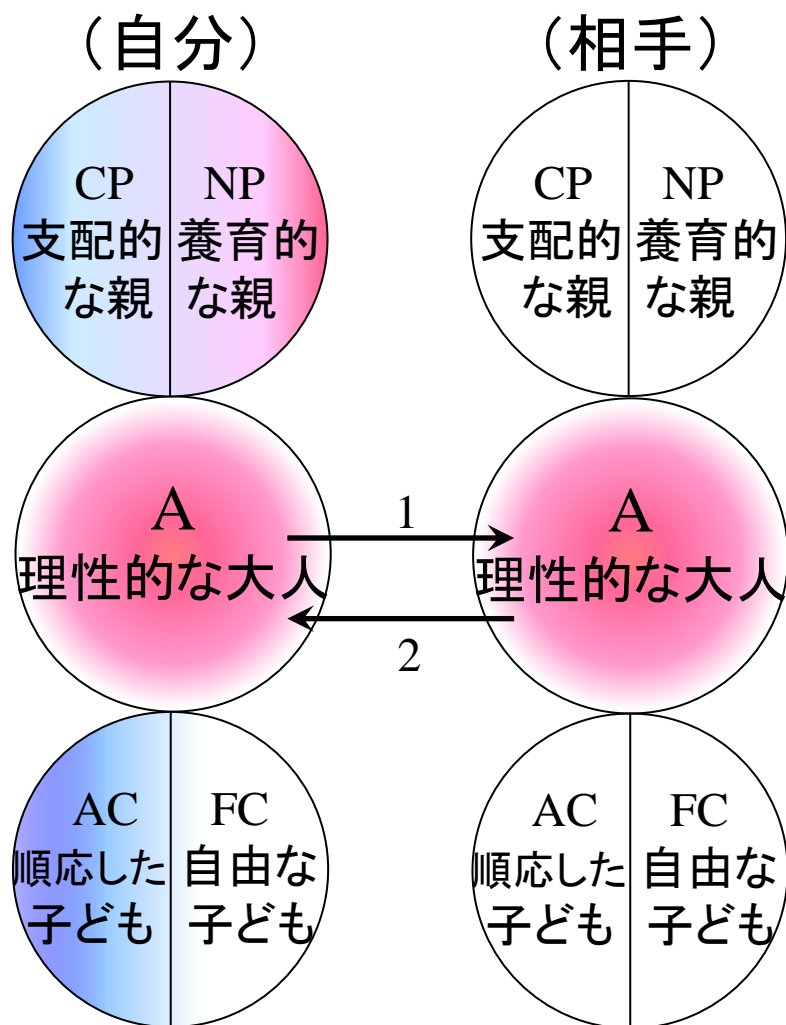 (自分)
(相手)
CP
支配的
な親
NP
養育的
な親
CP
支配的
な親
NP
養育的
な親
A
理性的な大人
1
2
A
理性的な大人
AC
順応した
子ども
FC
自由な
子ども
AC
順応した
子ども
FC
自由な
子ども